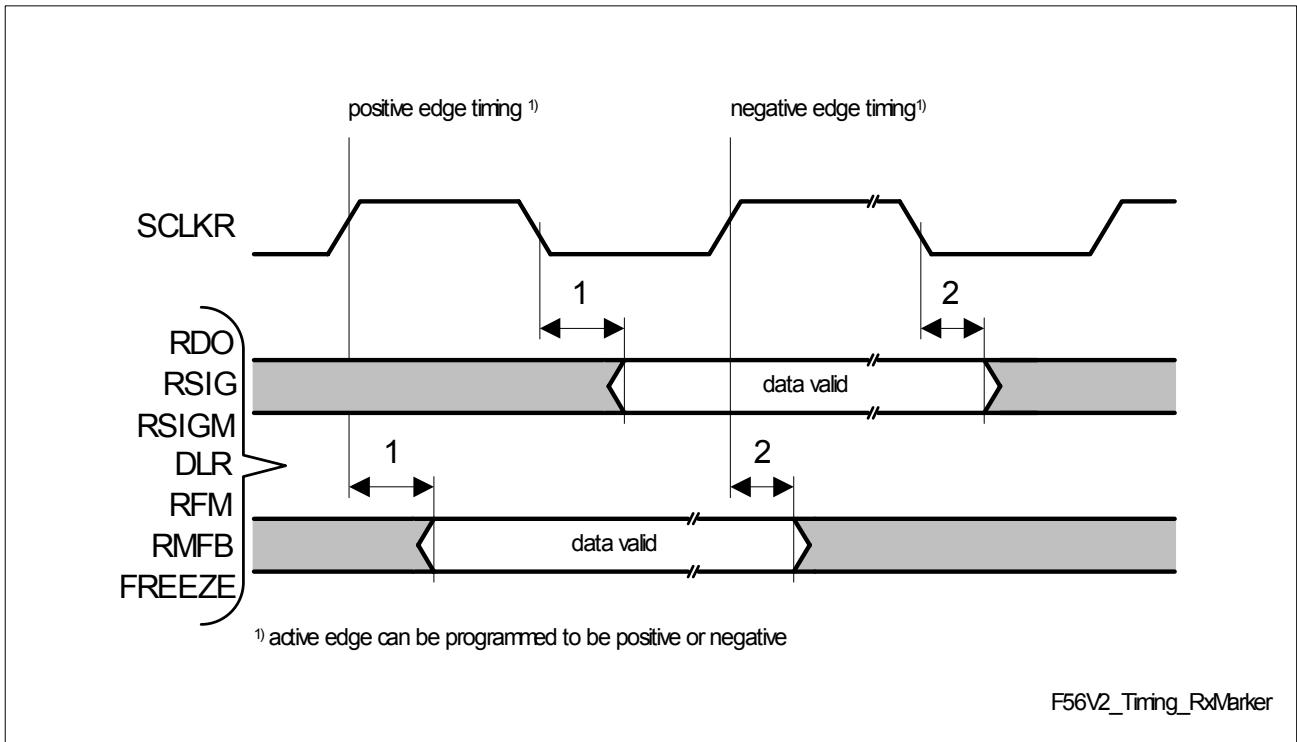 positive edge timing 1)
negative edge timing1)
SCLKR
1
2
RDO
RSIG
data valid
RSIGM
DLR
1
2
RFM
RMFB
data valid
FREEZE
1) active edge can be programmed to be positive or negative
F56V2_Timing_RxMarker